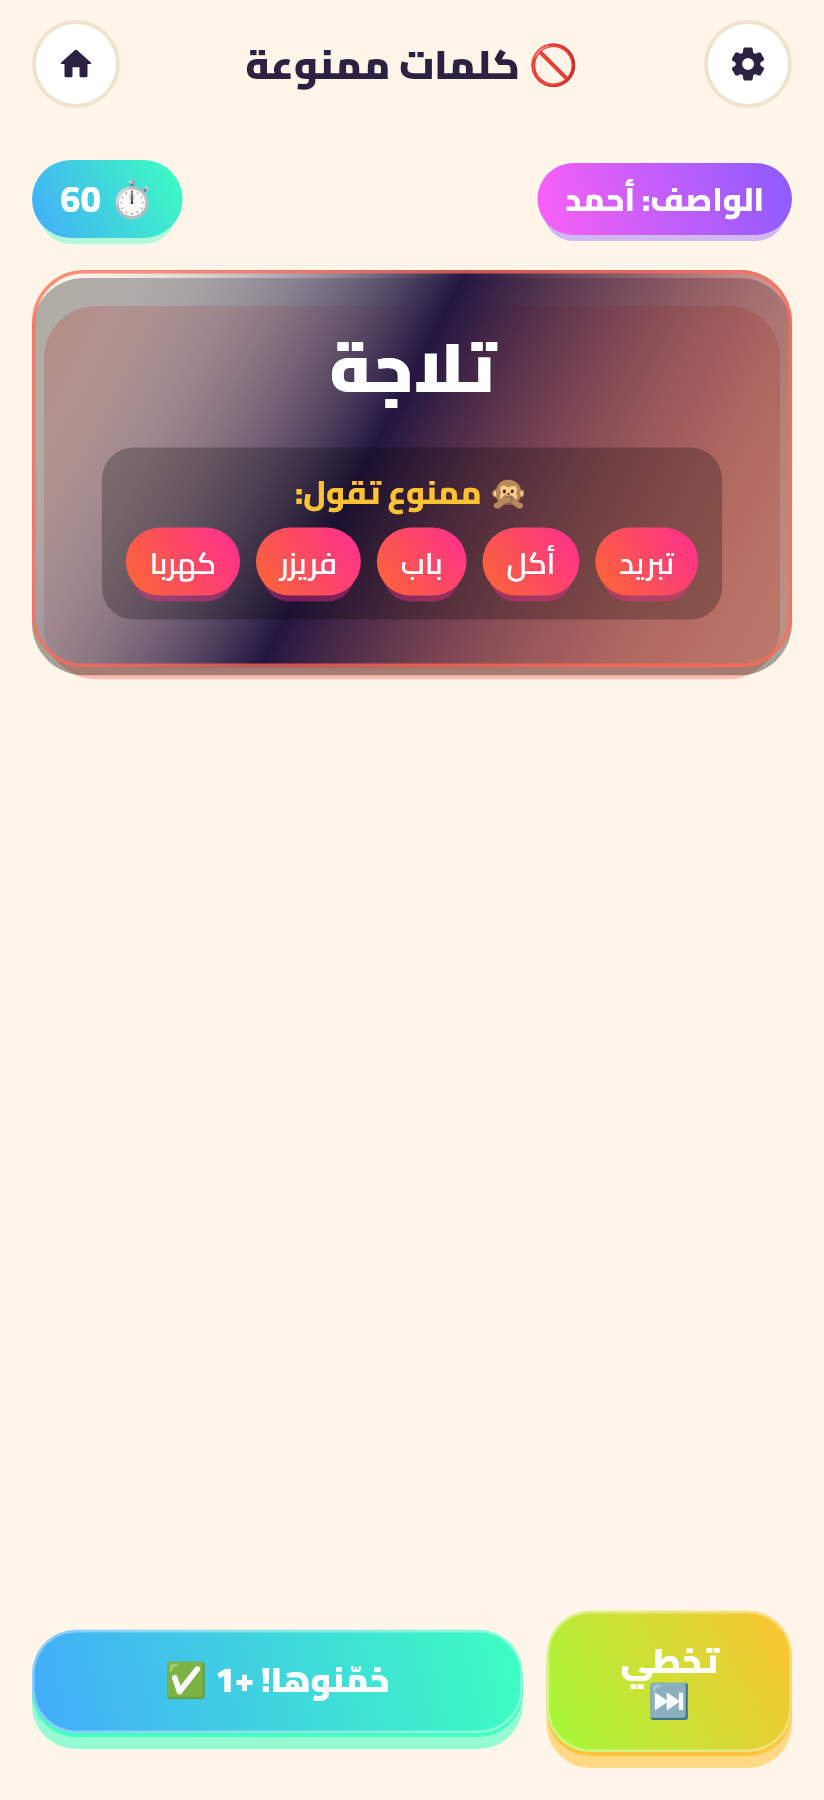 🚫 كلمات ممنوعة
الواصف: أحمد
⏱️ 60
تلاجة
🙊 ممنوع تقول:
تبريد
أكل
باب
فريزر
كهربا
تخطي
⏭️
خمّنوها! +1 ✅